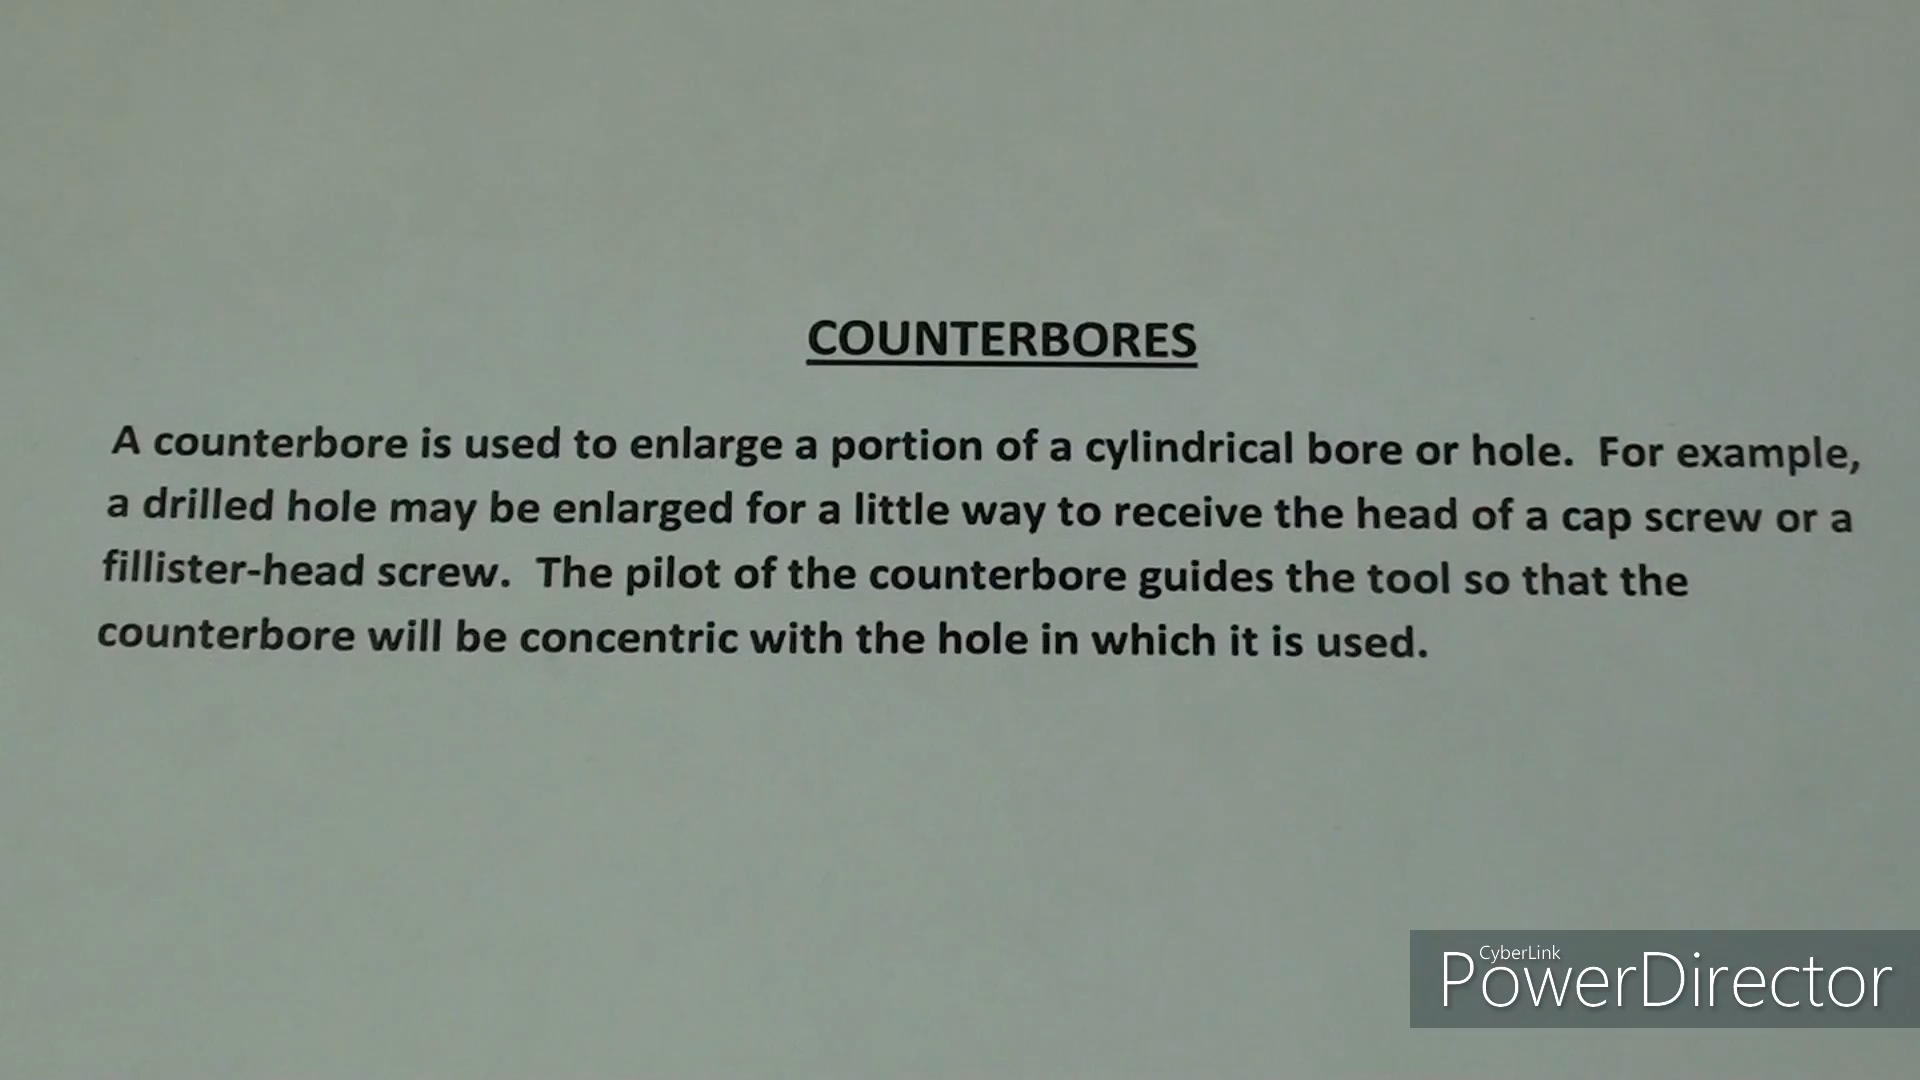 COUNTERBORES
A counterbore is used to enlarge a portion of a cylindrical bore or hole.  For example,
a drilled hole may be enlarged for a little way to receive the head of a cap screw or a
fillister-head screw.  The pilot of the counterbore guides the tool so that the
counterbore will be concentric with the hole in which it is used.
CyberLink
PowerDirector